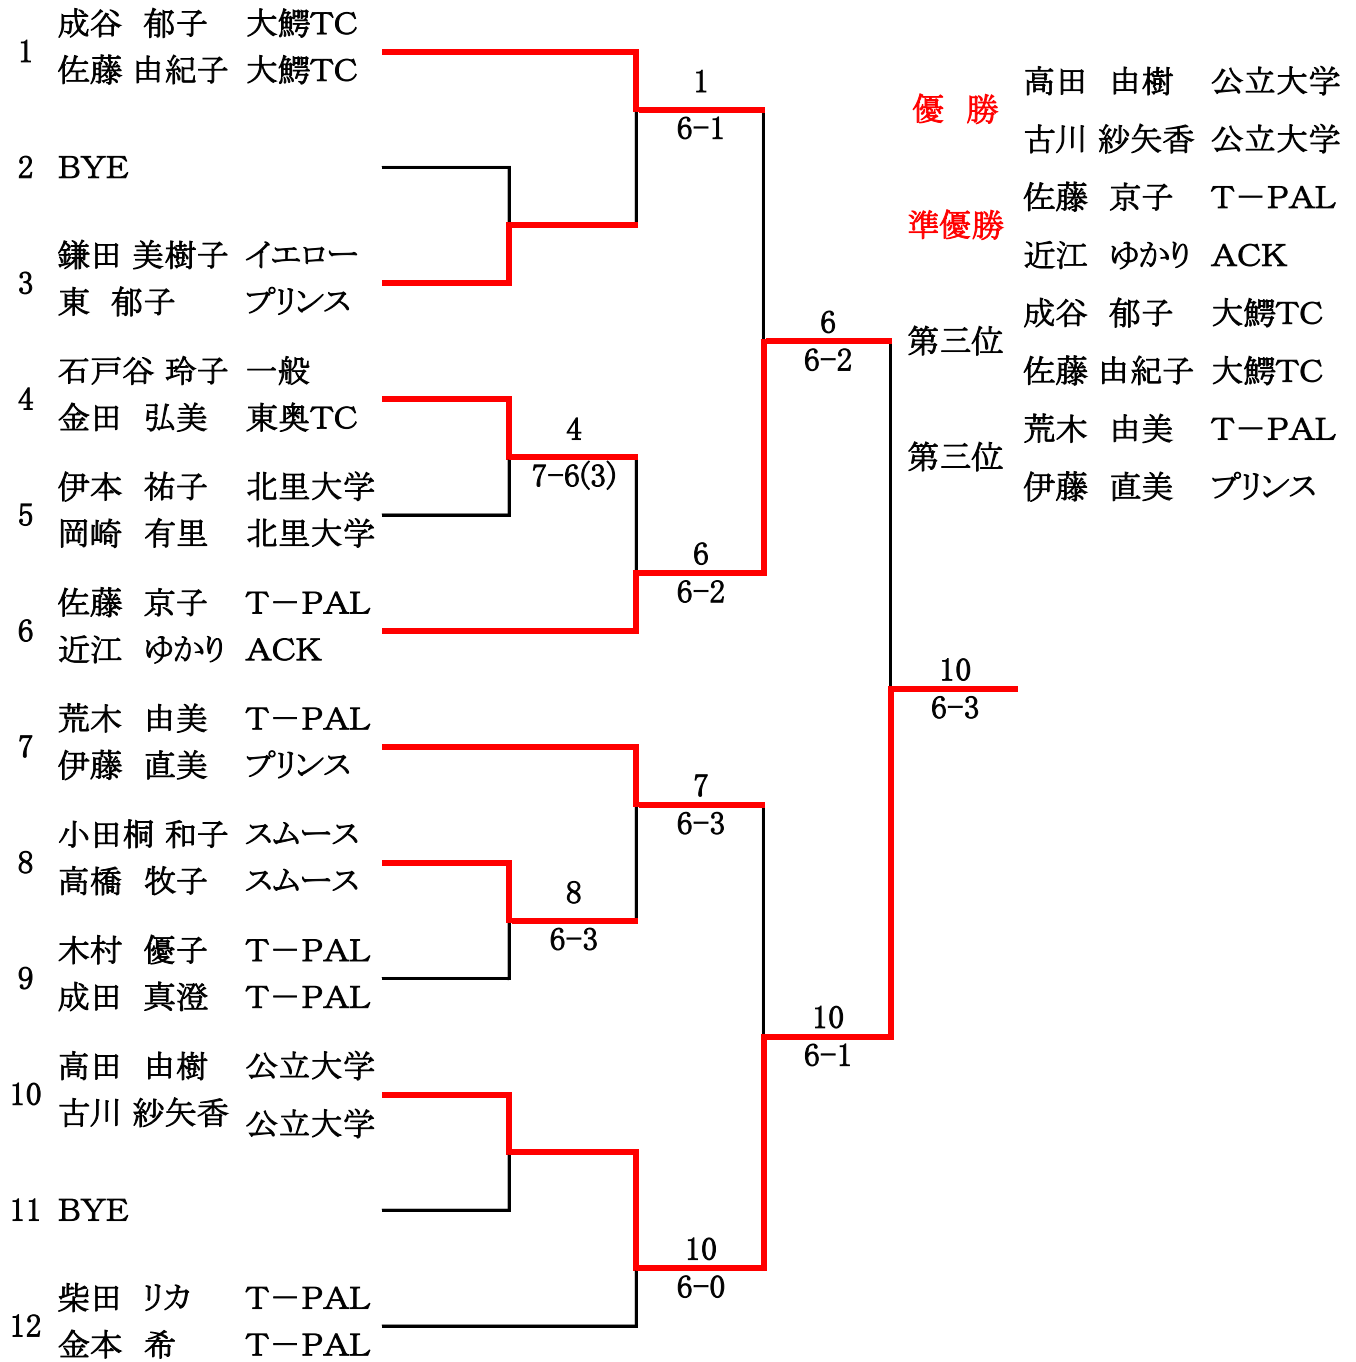 1 成谷 郁子 大鰐TC
佐藤 由紀子 大鰐TC
2 BYE
3 鎌田 美樹子 イエロー
東 郁子 プリンス
4 石戸谷 玲子 一般
金田 弘美 東奥TC
5 伊本 祐子 北里大学
岡崎 有里 北里大学
6 佐藤 京子 T－PAL
近江 ゆかり ACK
7 荒木 由美 T－PAL
伊藤 直美 プリンス
8 小田桐 和子 スムース
高橋 牧子 スムース
9 木村 優子 T－PAL
成田 真澄 T－PAL
10 高田 由樹 公立大学
古川 紗矢香 公立大学
11 BYE
12 柴田 リカ T－PAL
金本 希 T－PAL
4
7-6(3)
8
6-3
1
6-1
6
6-2
7
6-3
10
6-0
6
6-2
10
6-1
10
6-3
優 勝 高田 由樹 公立大学
古川 紗矢香 公立大学
準優勝 佐藤 京子 T－PAL
近江 ゆかり ACK
第三位 成谷 郁子 大鰐TC
佐藤 由紀子 大鰐TC
第三位 荒木 由美 T－PAL
伊藤 直美 プリンス